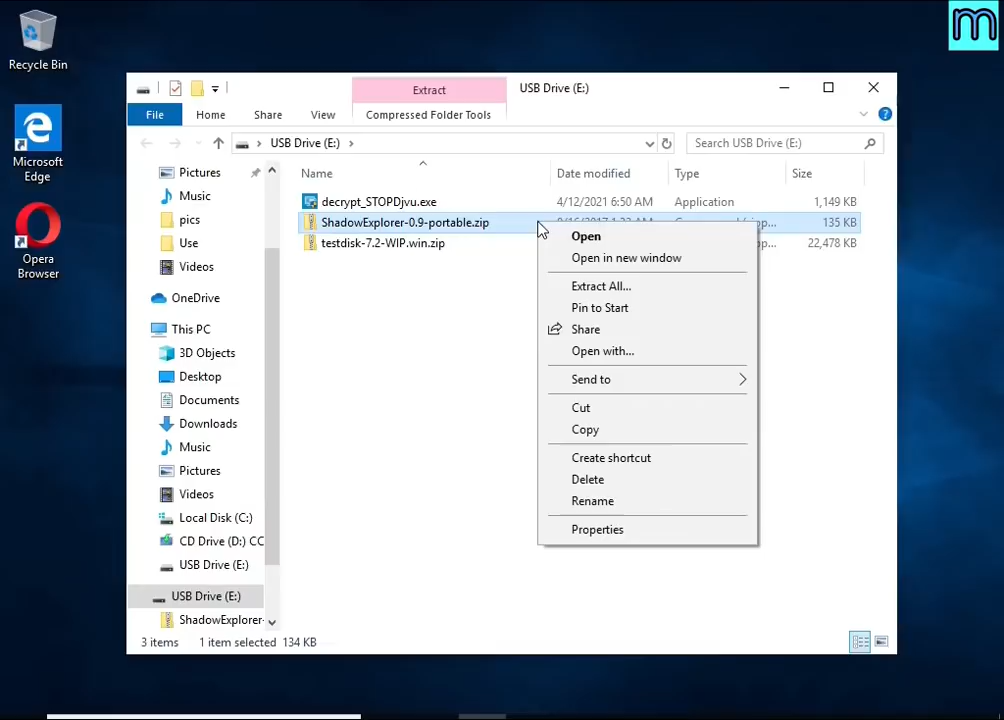 Recycle Bin
Microsoft
Edge
Opera
Browser
m
Extract
USB Drive (E:)
File
Home
Share
View
Compressed Folder Tools
USB Drive (E:)
Search USB Drive (E:)
Name
Date modified
Type
Size
decrypt_STOPDjvu.exe
4/12/2021 6:50 AM
Application
1,149 KB
ShadowExplorer-0.9-portable.zip
135 KB
testdisk-7.2-WIP.win.zip
22,478 KB
Pictures
Music
pics
Use
Videos
OneDrive
This PC
3D Objects
Desktop
Documents
Downloads
Music
Pictures
Videos
Local Disk (C:)
CD Drive (D:) CC
USB Drive (E:)
USB Drive (E:)
ShadowExplorer-
Open
Open in new window
Extract All...
Pin to Start
Share
Open with...
Send to
Cut
Copy
Create shortcut
Delete
Rename
Properties
3 items
1 item selected
134 KB